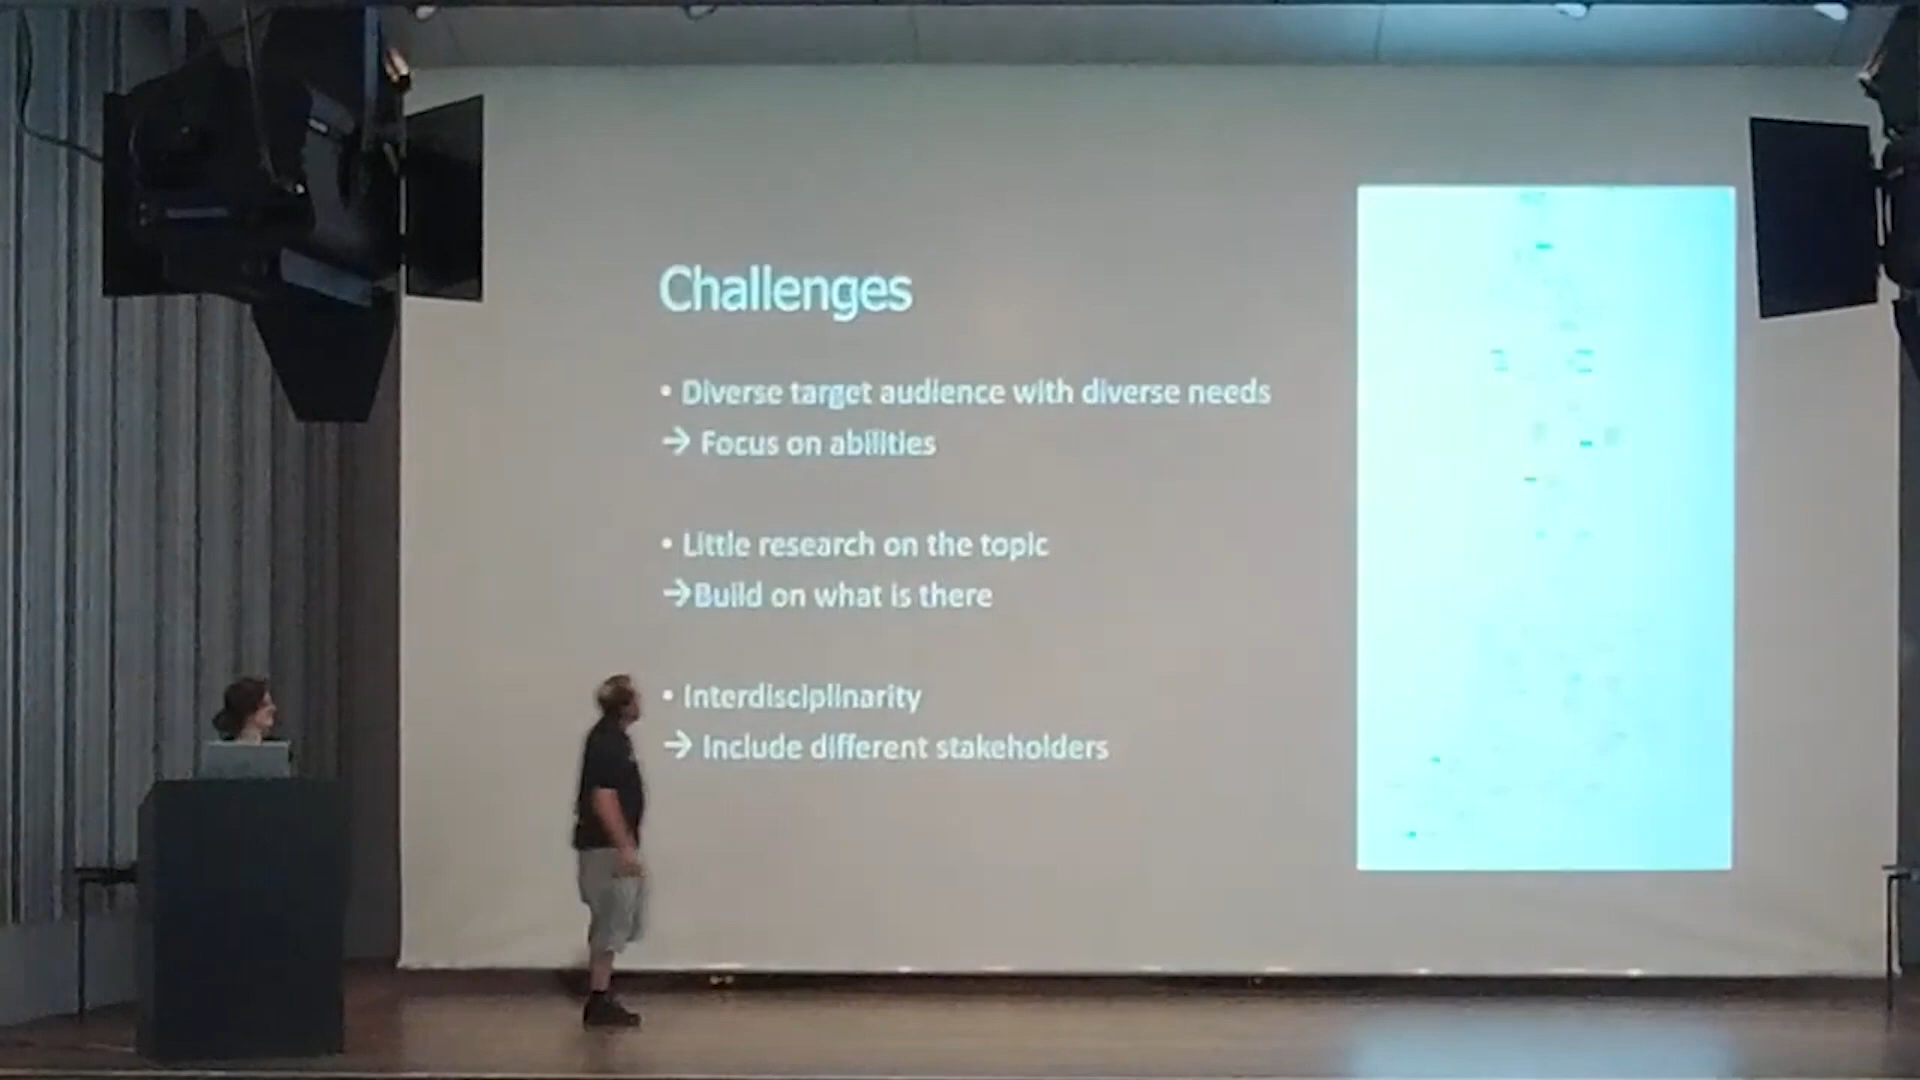 Challenges
• Diverse target audience with diverse needs
→ Focus on abilities
• Little research on the topic
→Build on what is there
• Interdisciplinarity
→ Include different stakeholders